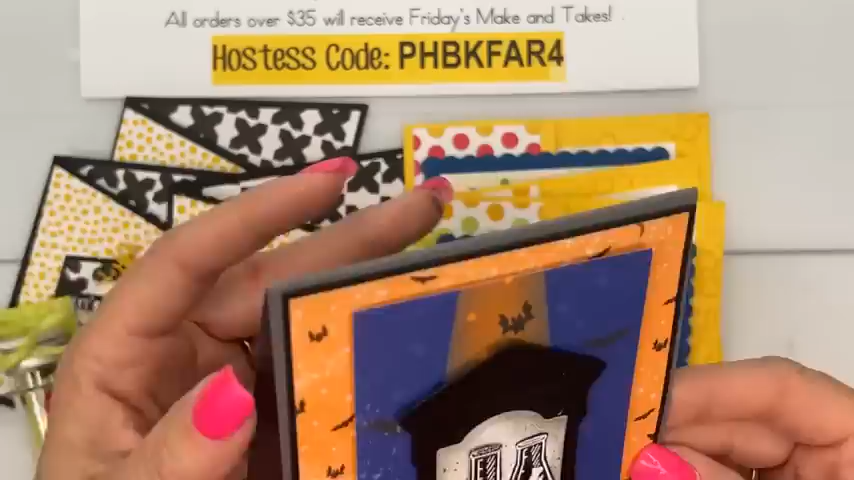 All orders over $35 will receive Friday's Make and Takes!
Hostess Code: PHBKFAR4